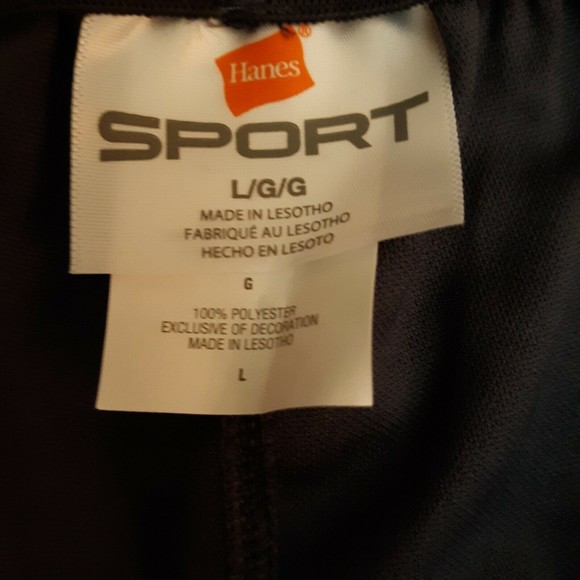 Hanes®
SPORT
L/G/G
MADE IN LESOTHO
FABRIQUÉ AU LESOTHO
HECHO EN LESOTO
G
100% POLYESTER
EXCLUSIVE OF DECORATION
MADE IN LESOTHO
L